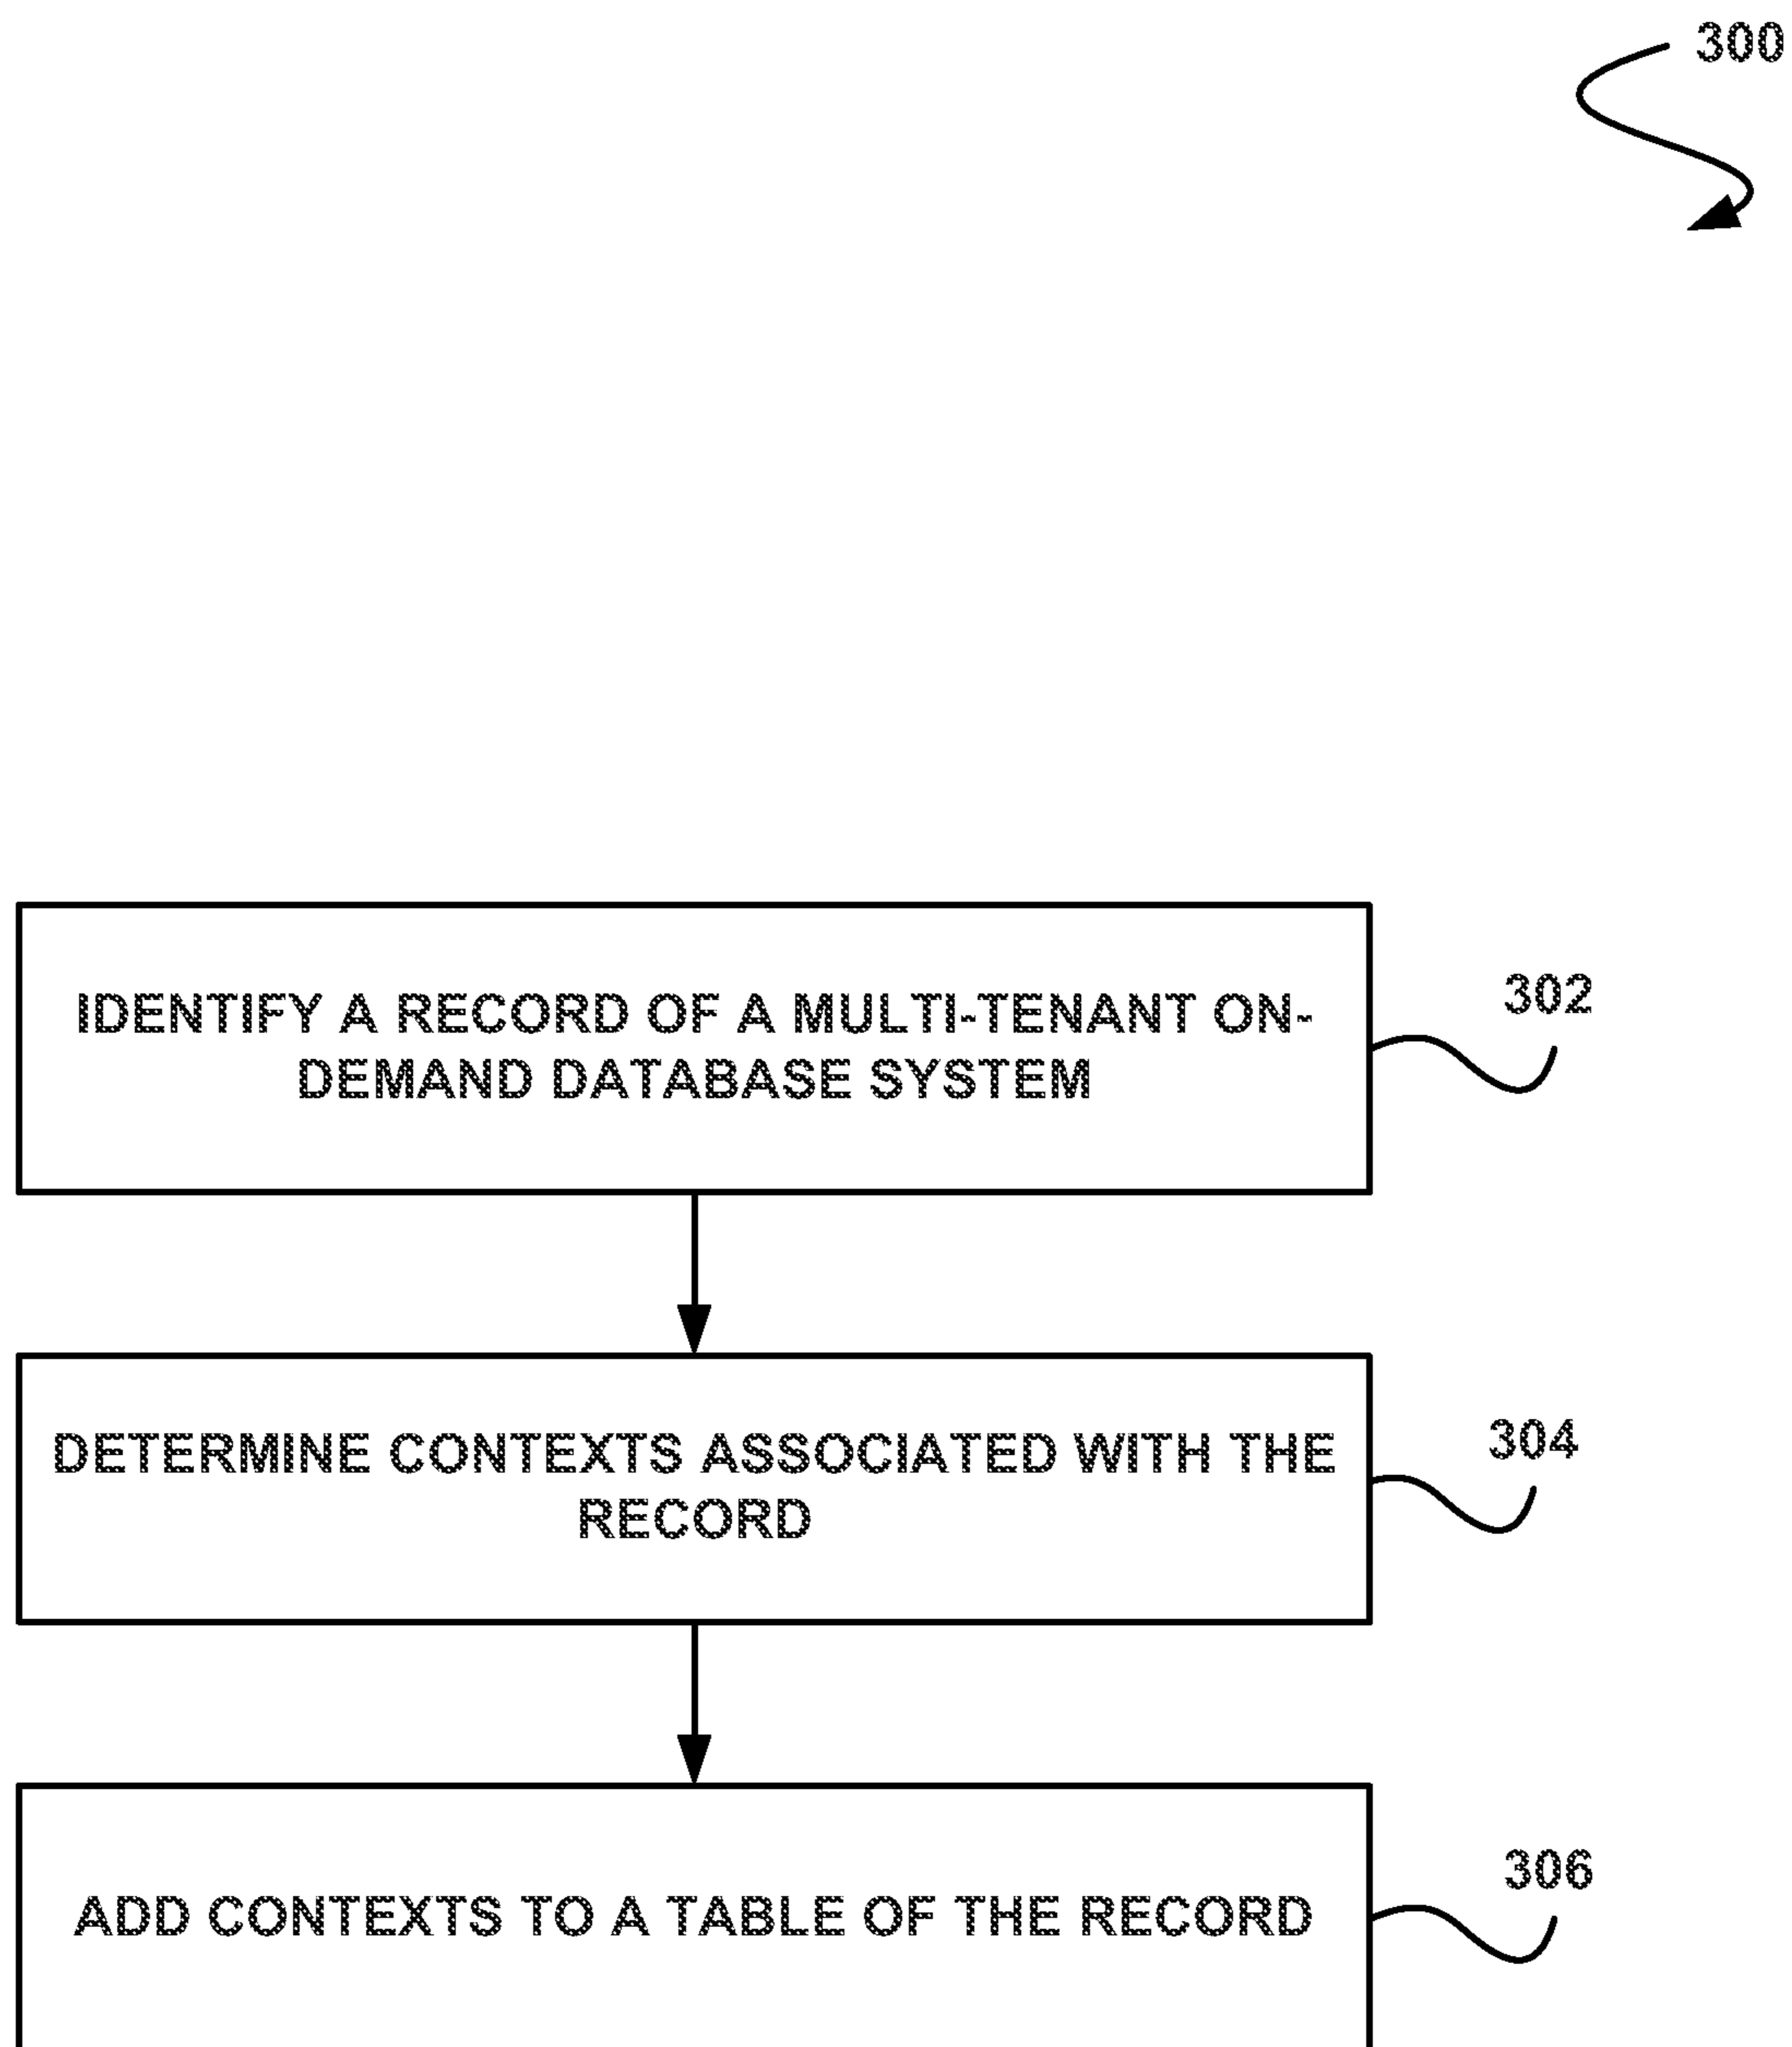 300
IDENTIFY A RECORD OF A MULTI-TENANT ON-
DEMAND DATABASE SYSTEM
302
DETERMINE CONTEXTS ASSOCIATED WITH THE
RECORD
304
ADD CONTEXTS TO A TABLE OF THE RECORD
306